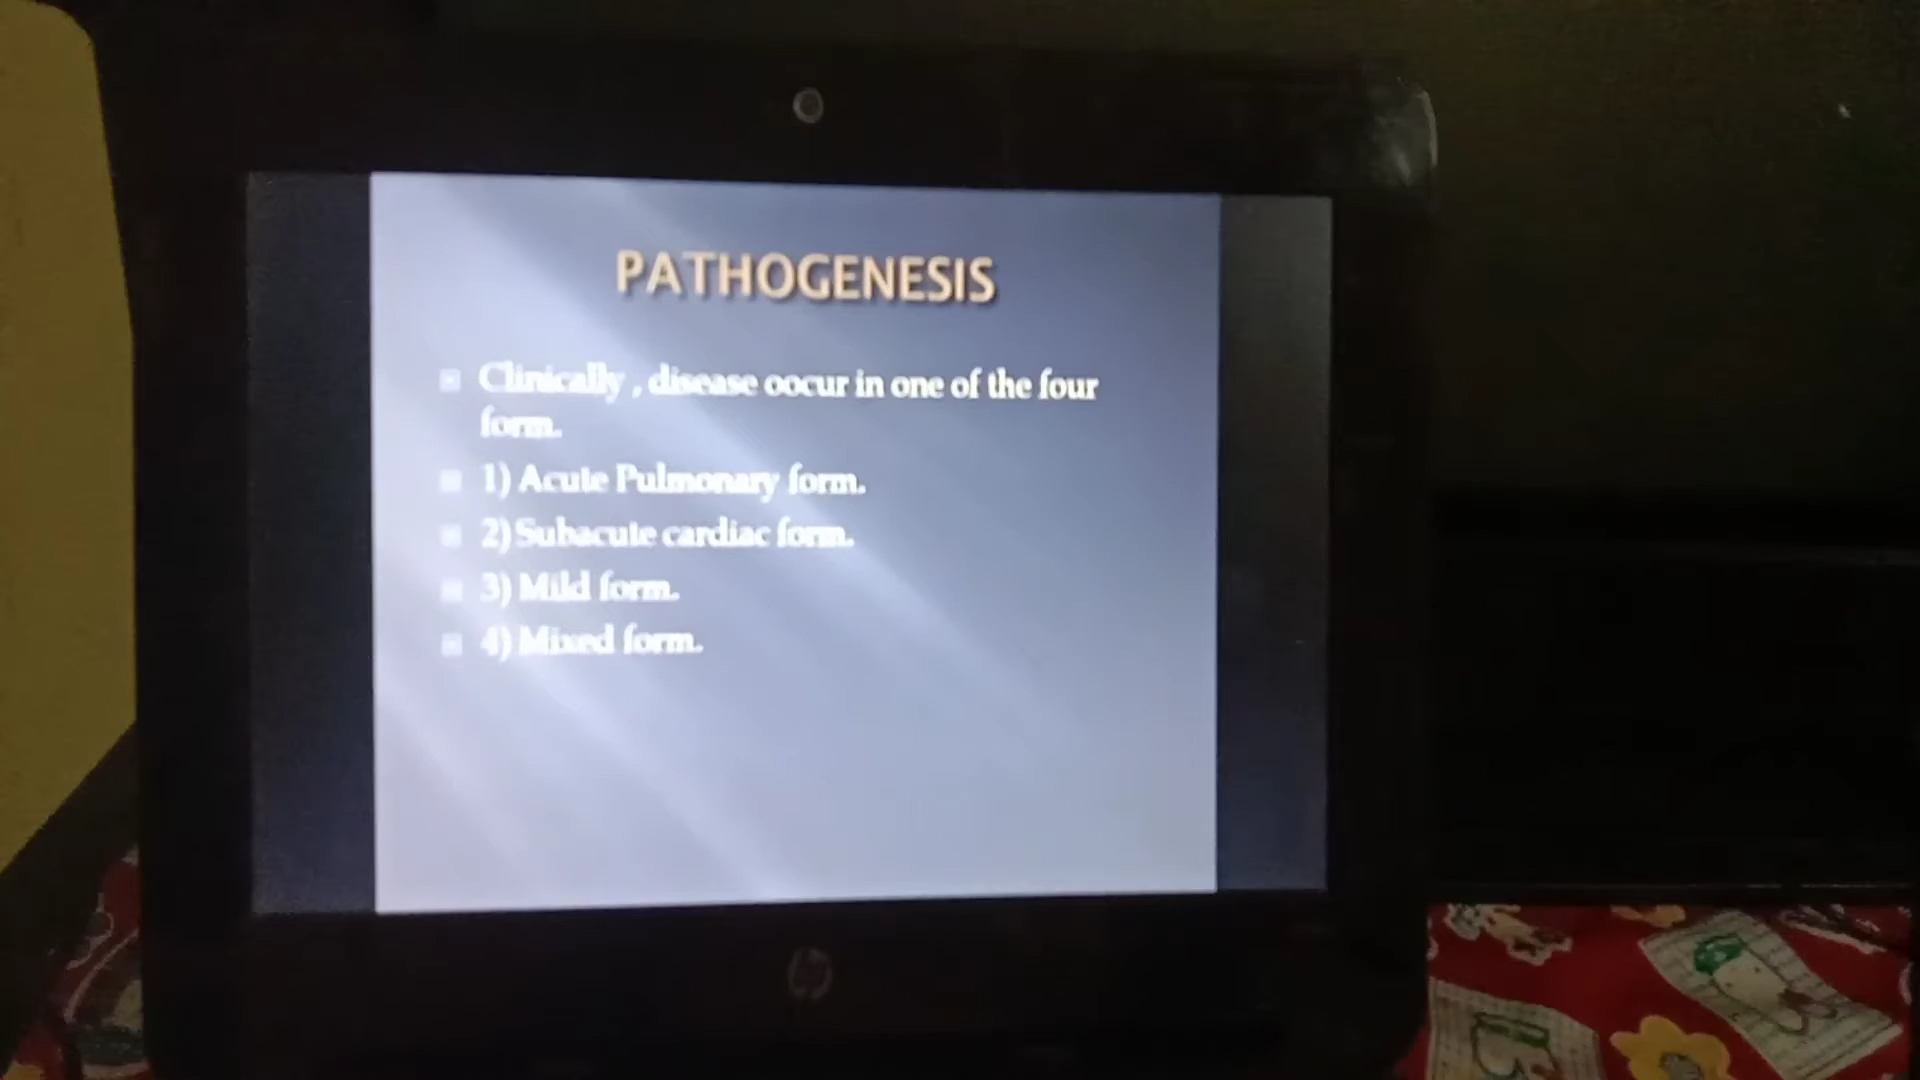 PATHOGENESIS
Clinically , disease oocur in one of the four
form.
1) Acute Pulmonary form.
2) Subacute cardiac form.
3) Mild form.
4) Mixed form.
hp